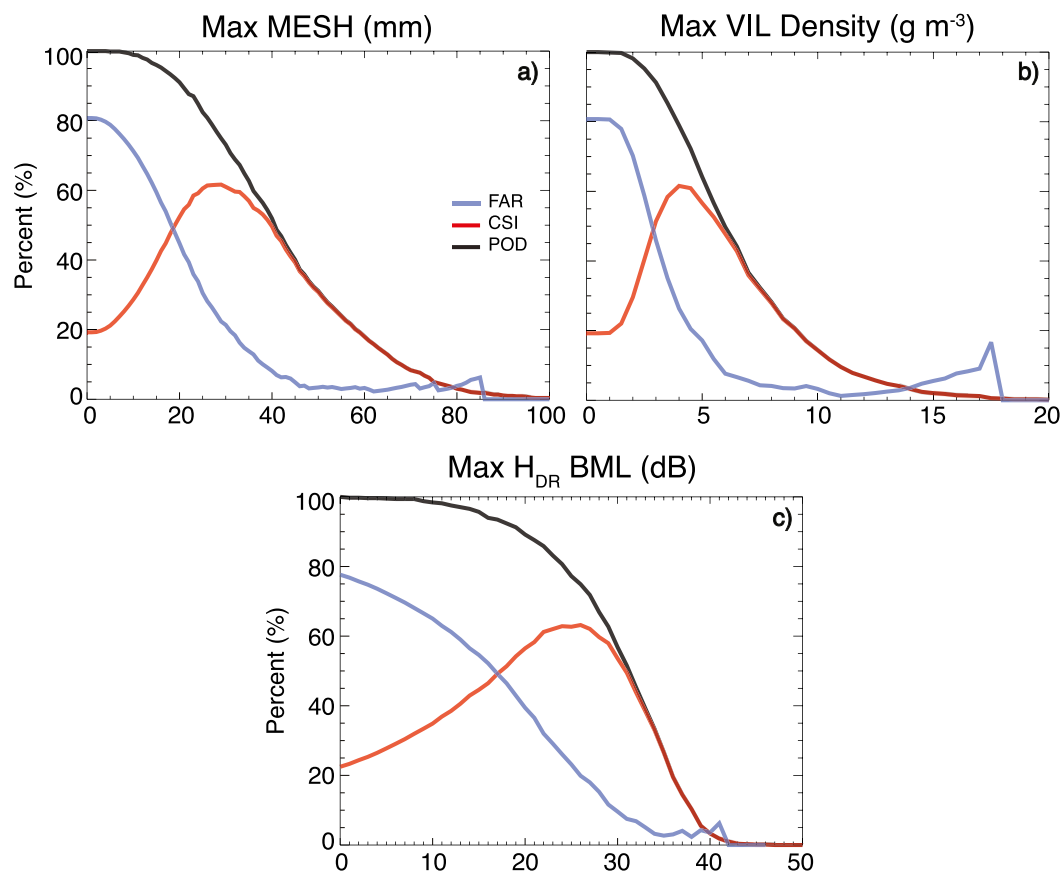 Max MESH (mm)
Max VIL Density (g m-3)
100
80
60
40
20
0
Percent (%)
a)
FAR
CSI
POD
0 20 40 60 80 100
b)
0 5 10 15 20
Max HDR BML (dB)
100
80
60
40
20
0
Percent (%)
c)
0 10 20 30 40 50